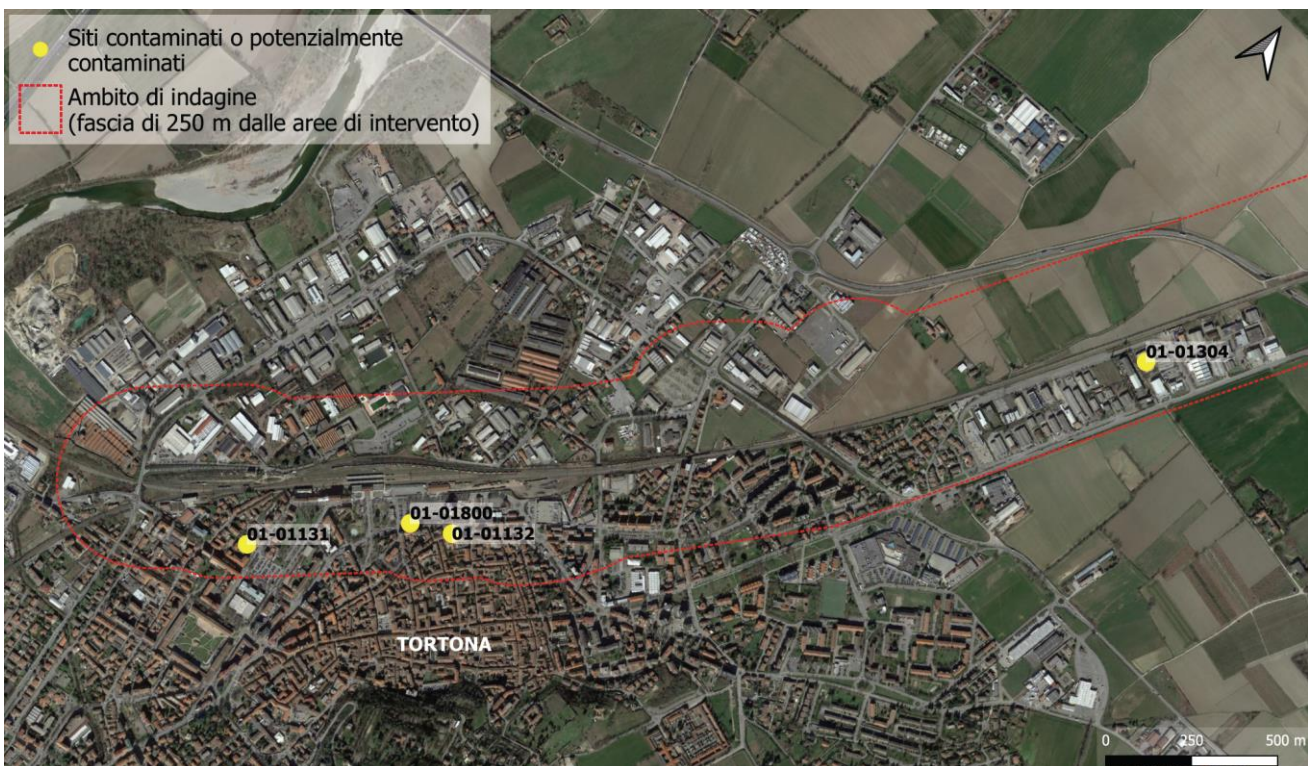 Siti contaminati o potenzialmente
contaminati
Ambito di indagine
(fascia di 250 m dalle aree di intervento)
01-01304
01-01800
01-01132
01-01131
TORTONA
0 250 500 m